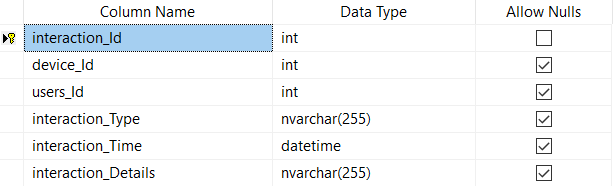 Column Name Data Type Allow Nulls
interaction_Id int
device_Id int
users_Id int
interaction_Type nvarchar(255)
interaction_Time datetime
interaction_Details nvarchar(255)